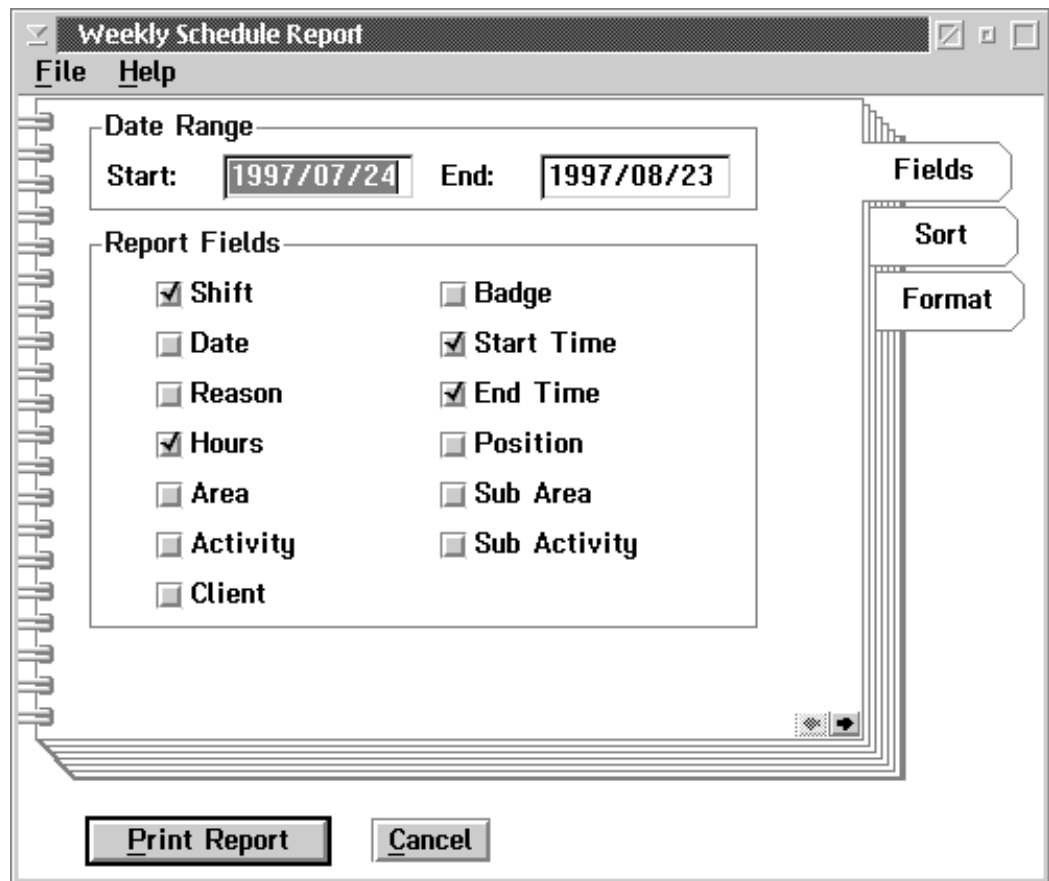 Weekly Schedule Report
File Help
Date Range
Start: 1997/07/24 End: 1997/08/23
Fields
Sort
Format
Report Fields
Shift Badge
Date Start Time
Reason End Time
Hours Position
Area Sub Area
Activity Sub Activity
Client
Print Report Cancel